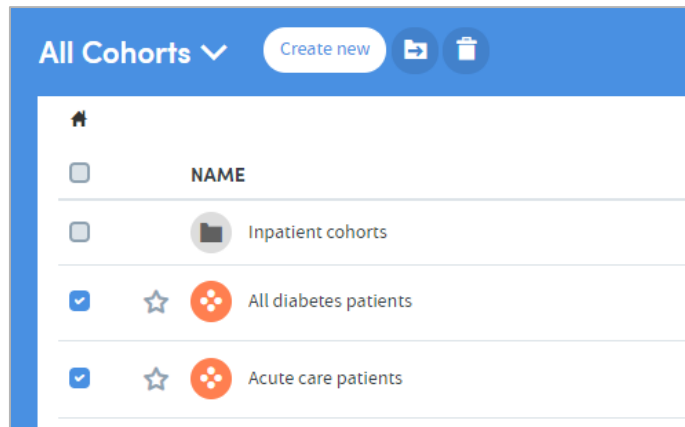 All Cohorts Create new
NAME
Inpatient cohorts
All diabetes patients
Acute care patients